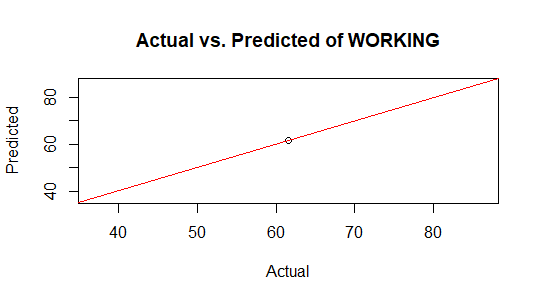 Actual vs. Predicted of WORKING
Predicted
80
60
40
40 50 60 70 80
Actual